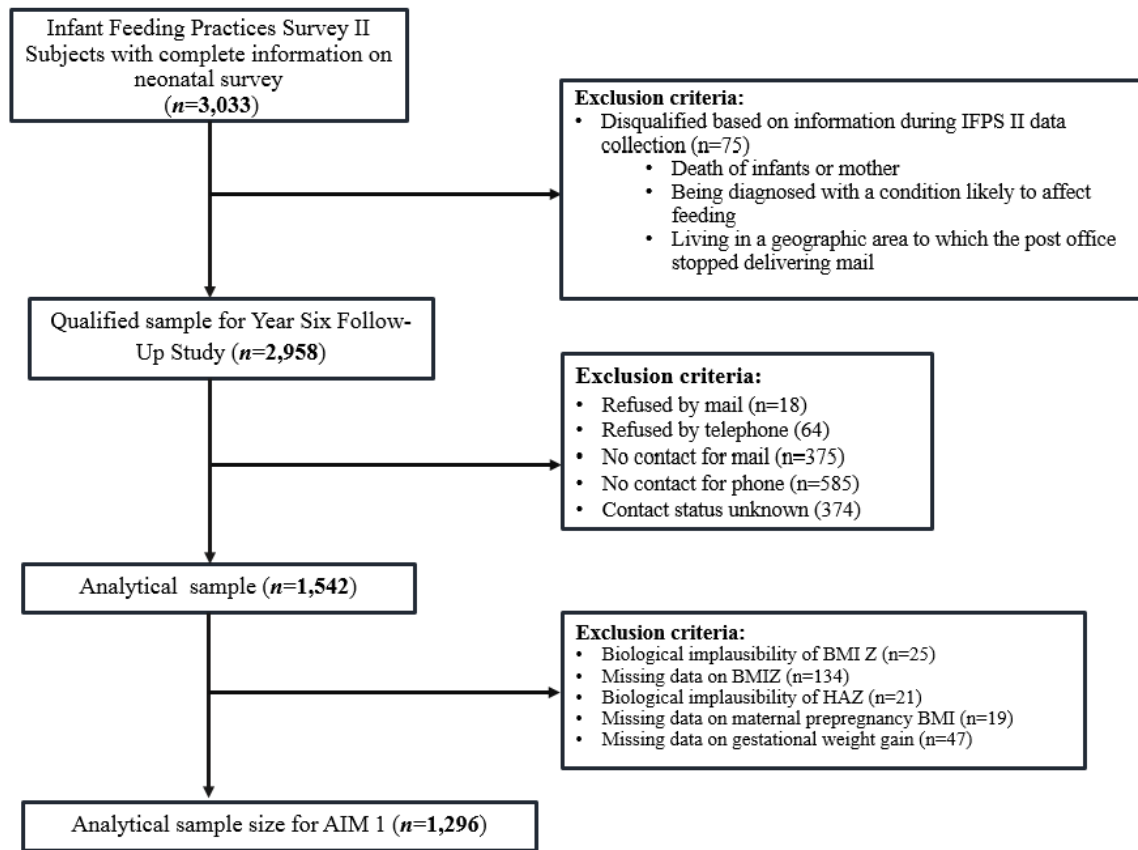 Infant Feeding Practices Survey II
Subjects with complete information on
neonatal survey
(n=3,033)
Exclusion criteria:
• Disqualified based on information during IFPS II data
collection (n=75)
• Death of infants or mother
• Being diagnosed with a condition likely to affect
feeding
• Living in a geographic area to which the post office
stopped delivering mail
Qualified sample for Year Six Follow-
Up Study (n=2,958)
Exclusion criteria:
• Refused by mail (n=18)
• Refused by telephone (64)
• No contact for mail (n=375)
• No contact for phone (n=585)
• Contact status unknown (374)
Analytical sample (n=1,542)
Exclusion criteria:
• Biological implausibility of BMI Z (n=25)
• Missing data on BMIZ (n=134)
• Biological implausibility of HAZ (n=21)
• Missing data on maternal prepregnancy BMI (n=19)
• Missing data on gestational weight gain (n=47)
Analytical sample size for AIM 1 (n=1,296)